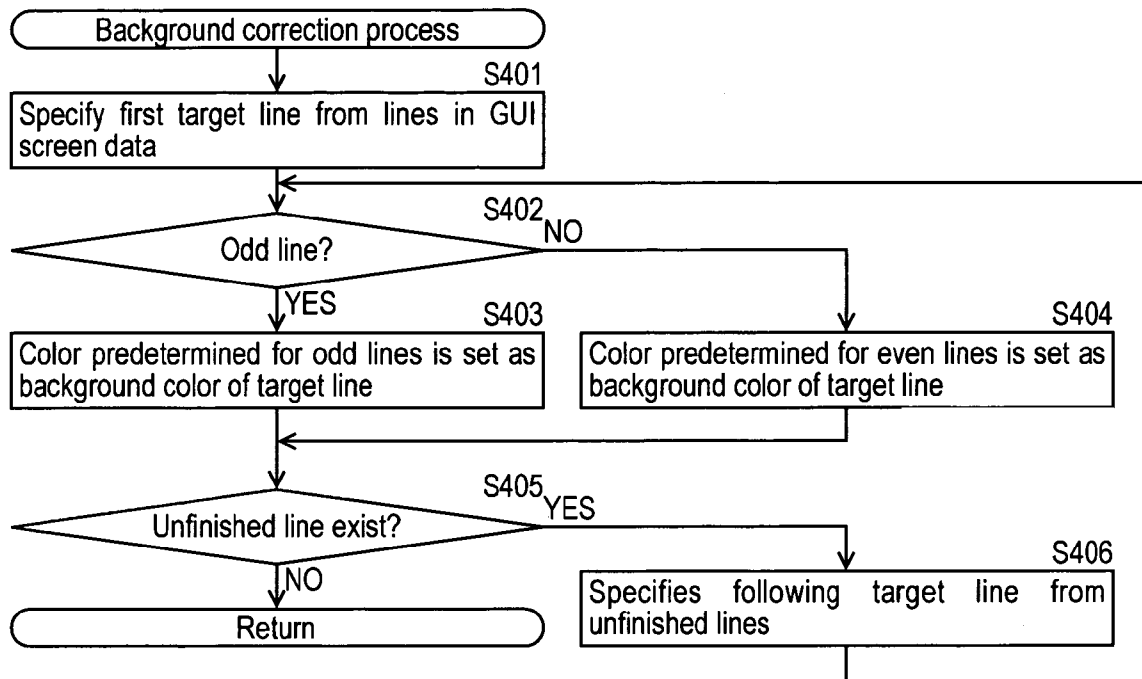 Background correction process
S401
Specify first target line from lines in GUI
screen data
S402
NO
Odd line?
YES
S403
Color predetermined for odd lines is set as
background color of target line
S404
Color predetermined for even lines is set as
background color of target line
S405
YES
Unfinished line exist?
NO
S406
Specifies following target line from
unfinished lines
Return